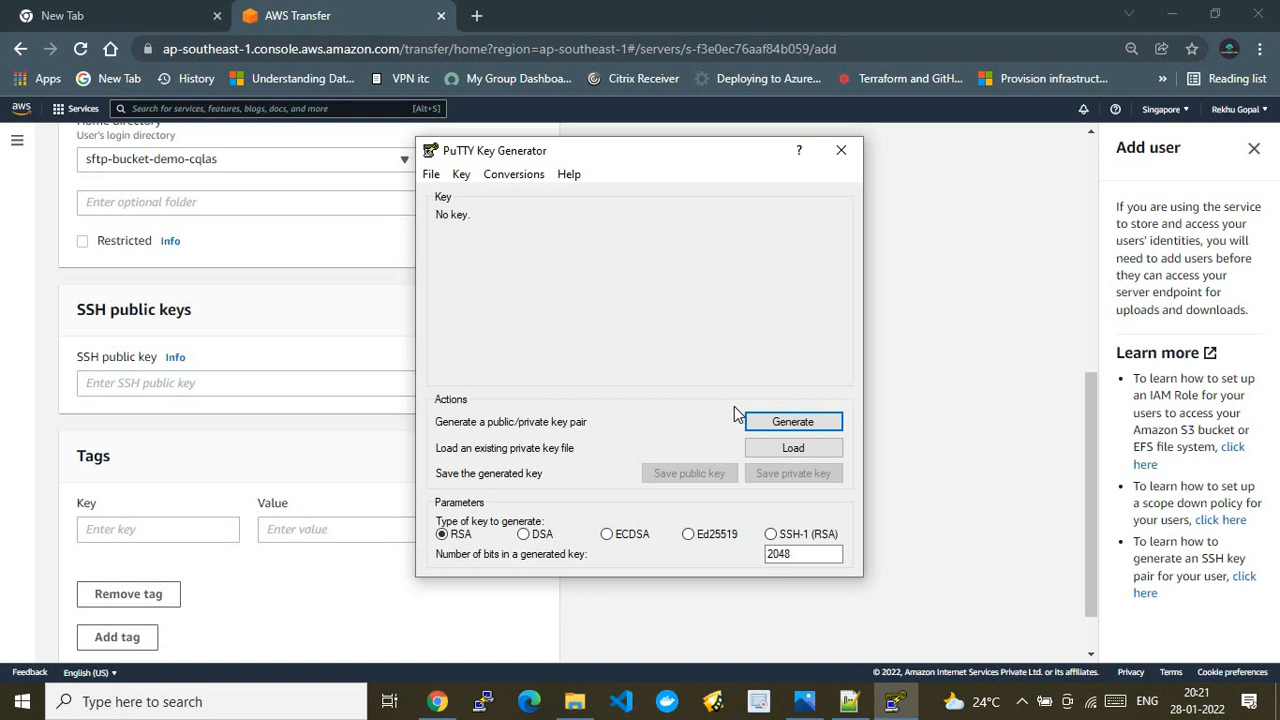 New Tab
AWS Transfer
ap-southeast-1.console.aws.amazon.com/transfer/home?region=ap-southeast-1#/servers/s-f3e0ec76aaf84b059/add
Apps
New Tab
History
Understanding Dat...
VPN itc
My Group Dashboa...
Citrix Receiver
Deploying to Azure...
Terraform and GitH...
Provision infrastruct...
»
Reading list
aws
Services
Search for services, features, blogs, docs, and more
[Alt+S]
Singapore
Rekhu Gopal
Home directory
User's login directory
sftp-bucket-demo-cqlas
Enter optional folder
Restricted Info
SSH public keys
SSH public key Info
Enter SSH public key
Tags
Key
Value
Enter key
Enter value
Remove tag
Add tag
PuTTY Key Generator
?
File Key Conversions Help
Key
No key.
Actions
Generate a public/private key pair
Generate
Load an existing private key file
Load
Save the generated key
Save public key
Save private key
Parameters
Type of key to generate:
RSA
DSA
ECDSA
Ed25519
SSH-1 (RSA)
Number of bits in a generated key:
2048
Add user
If you are using the service
to store and access your
users' identities, you will
need to add users before
they can access your
server endpoint for
uploads and downloads.
Learn more
To learn how to set up
an IAM Role for your
users to access your
Amazon S3 bucket or
EFS file system, click
here
To learn how to set up
a scope down policy for
your users, click here
To learn how to
generate an SSH key
pair for your user, click
here
Feedback
English (US)
© 2022, Amazon Internet Services Private Ltd. or its affiliates.
Privacy
Terms
Cookie preferences
Type here to search
24°C
ENG
20:21
28-01-2022